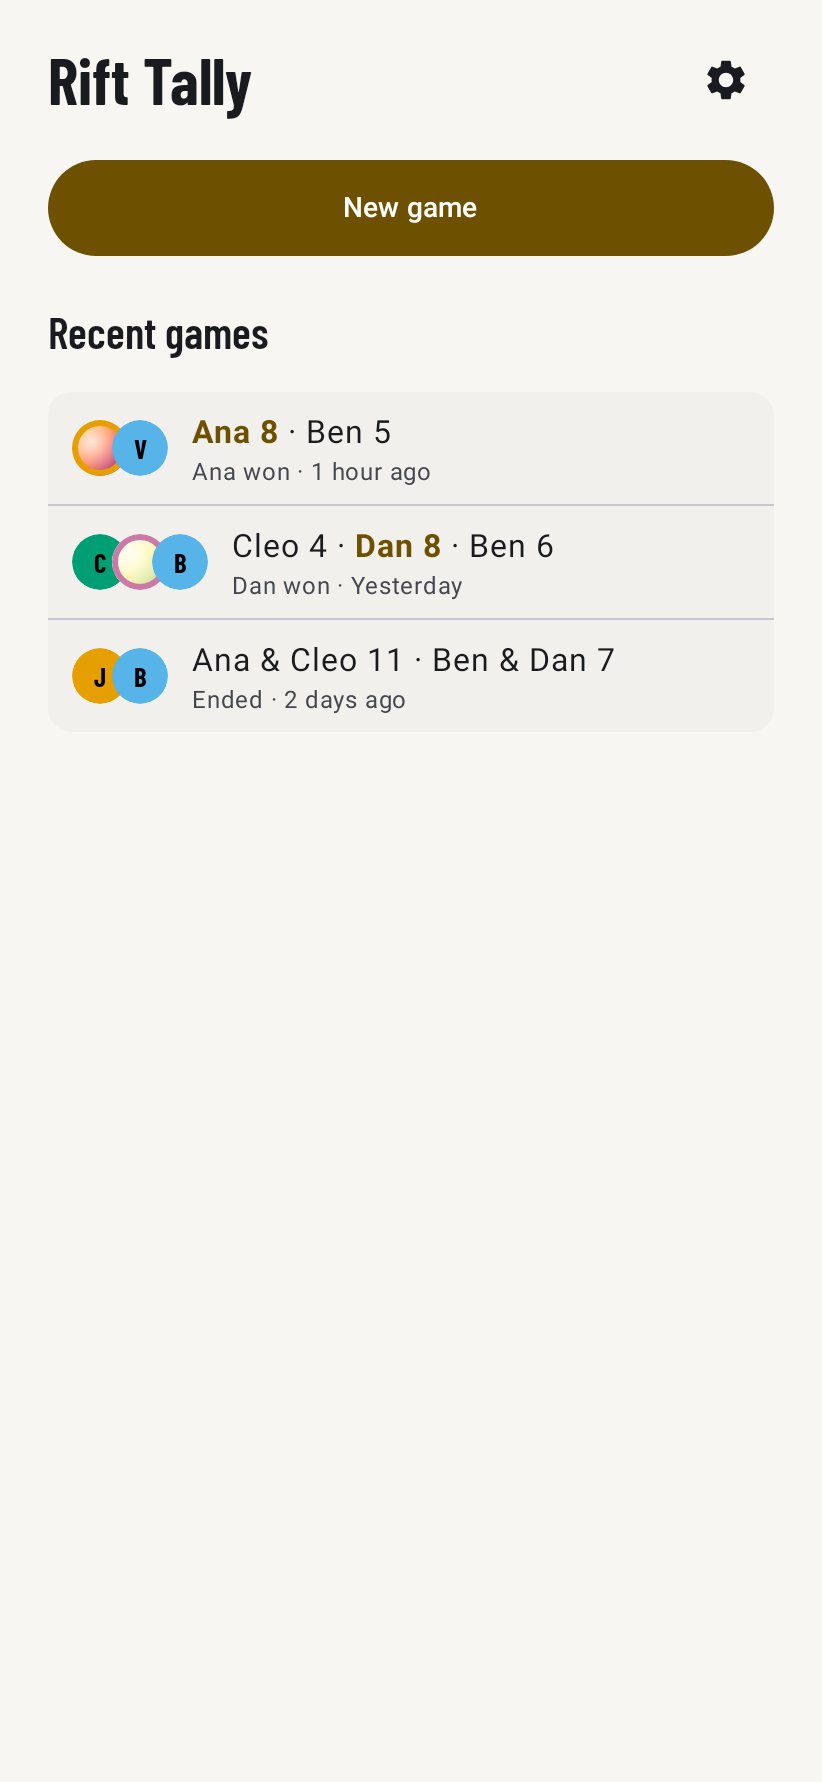 Rift Tally
New game
Recent games
V
Ana 8 · Ben 5
Ana won · 1 hour ago
C B
Cleo 4 · Dan 8 · Ben 6
Dan won · Yesterday
J B
Ana & Cleo 11 · Ben & Dan 7
Ended · 2 days ago